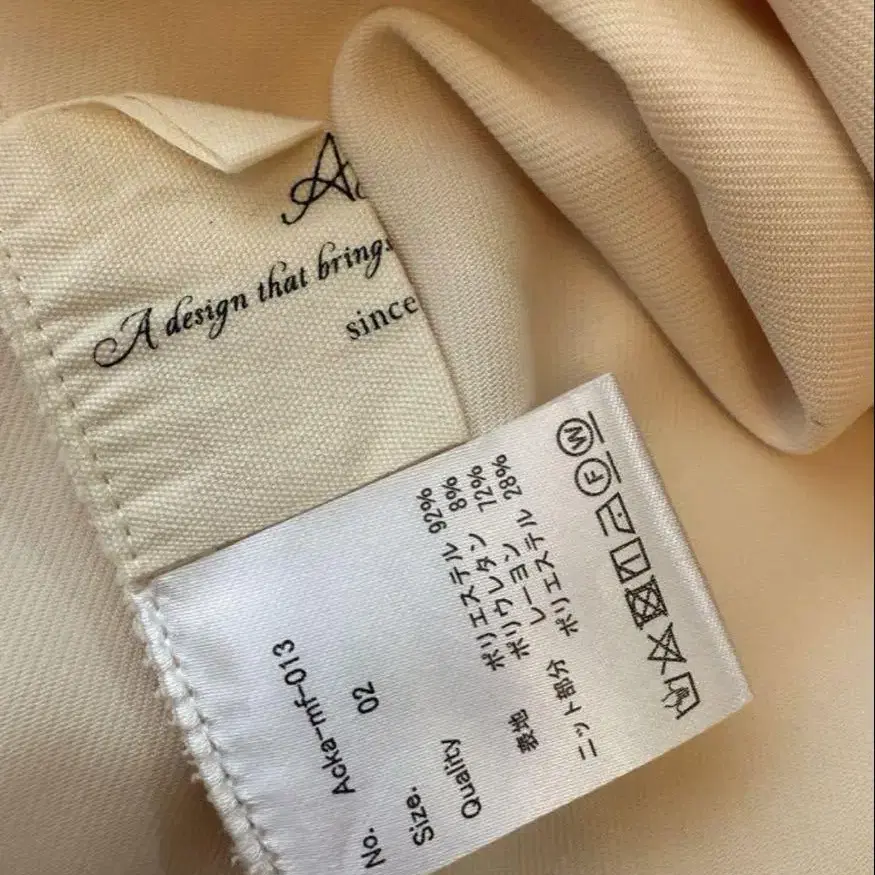 A design that brings
since
No. Acka-mf-013
Size. 02
Quality
表地 ポリエステル 92%
ポリウレタン 8%
ニット部分 レーヨン 72%
ポリエステル 28%
F W